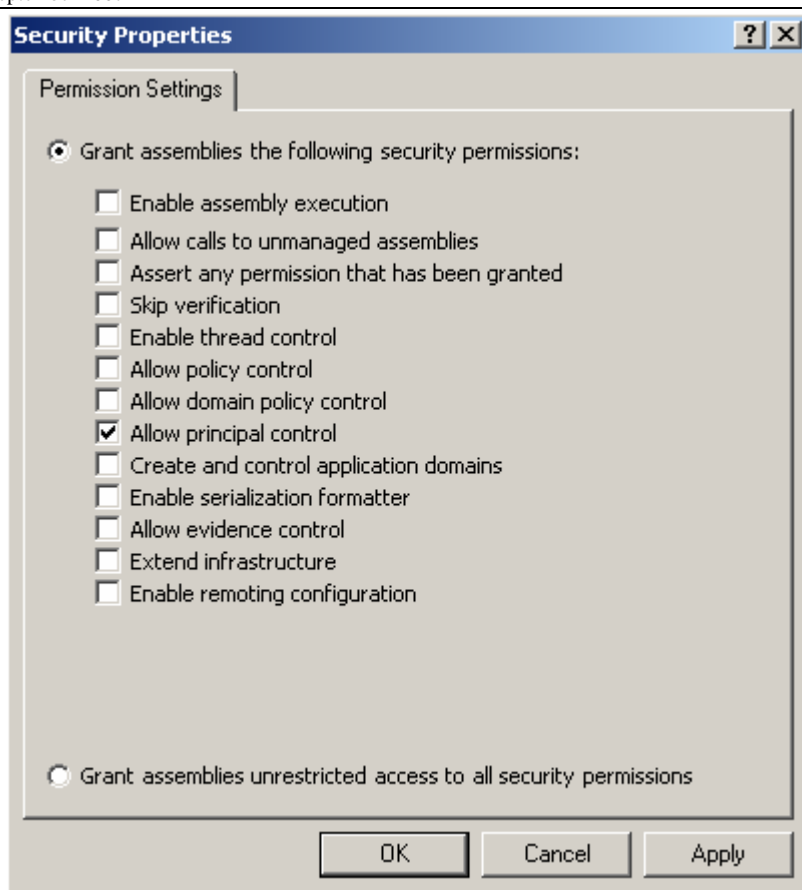 Security Properties
Permission Settings
Grant assemblies the following security permissions:
Enable assembly execution
Allow calls to unmanaged assemblies
Assert any permission that has been granted
Skip verification
Enable thread control
Allow policy control
Allow domain policy control
Allow principal control
Create and control application domains
Enable serialization formatter
Allow evidence control
Extend infrastructure
Enable remoting configuration
Grant assemblies unrestricted access to all security permissions
OK Cancel Apply